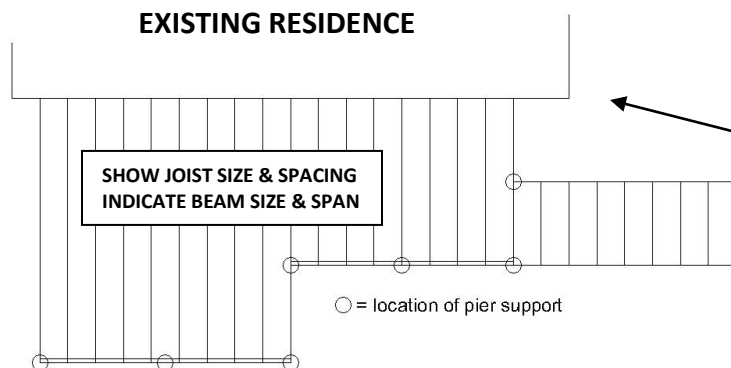 EXISTING RESIDENCE
SHOW JOIST SIZE & SPACING
INDICATE BEAM SIZE & SPAN
= location of pier support